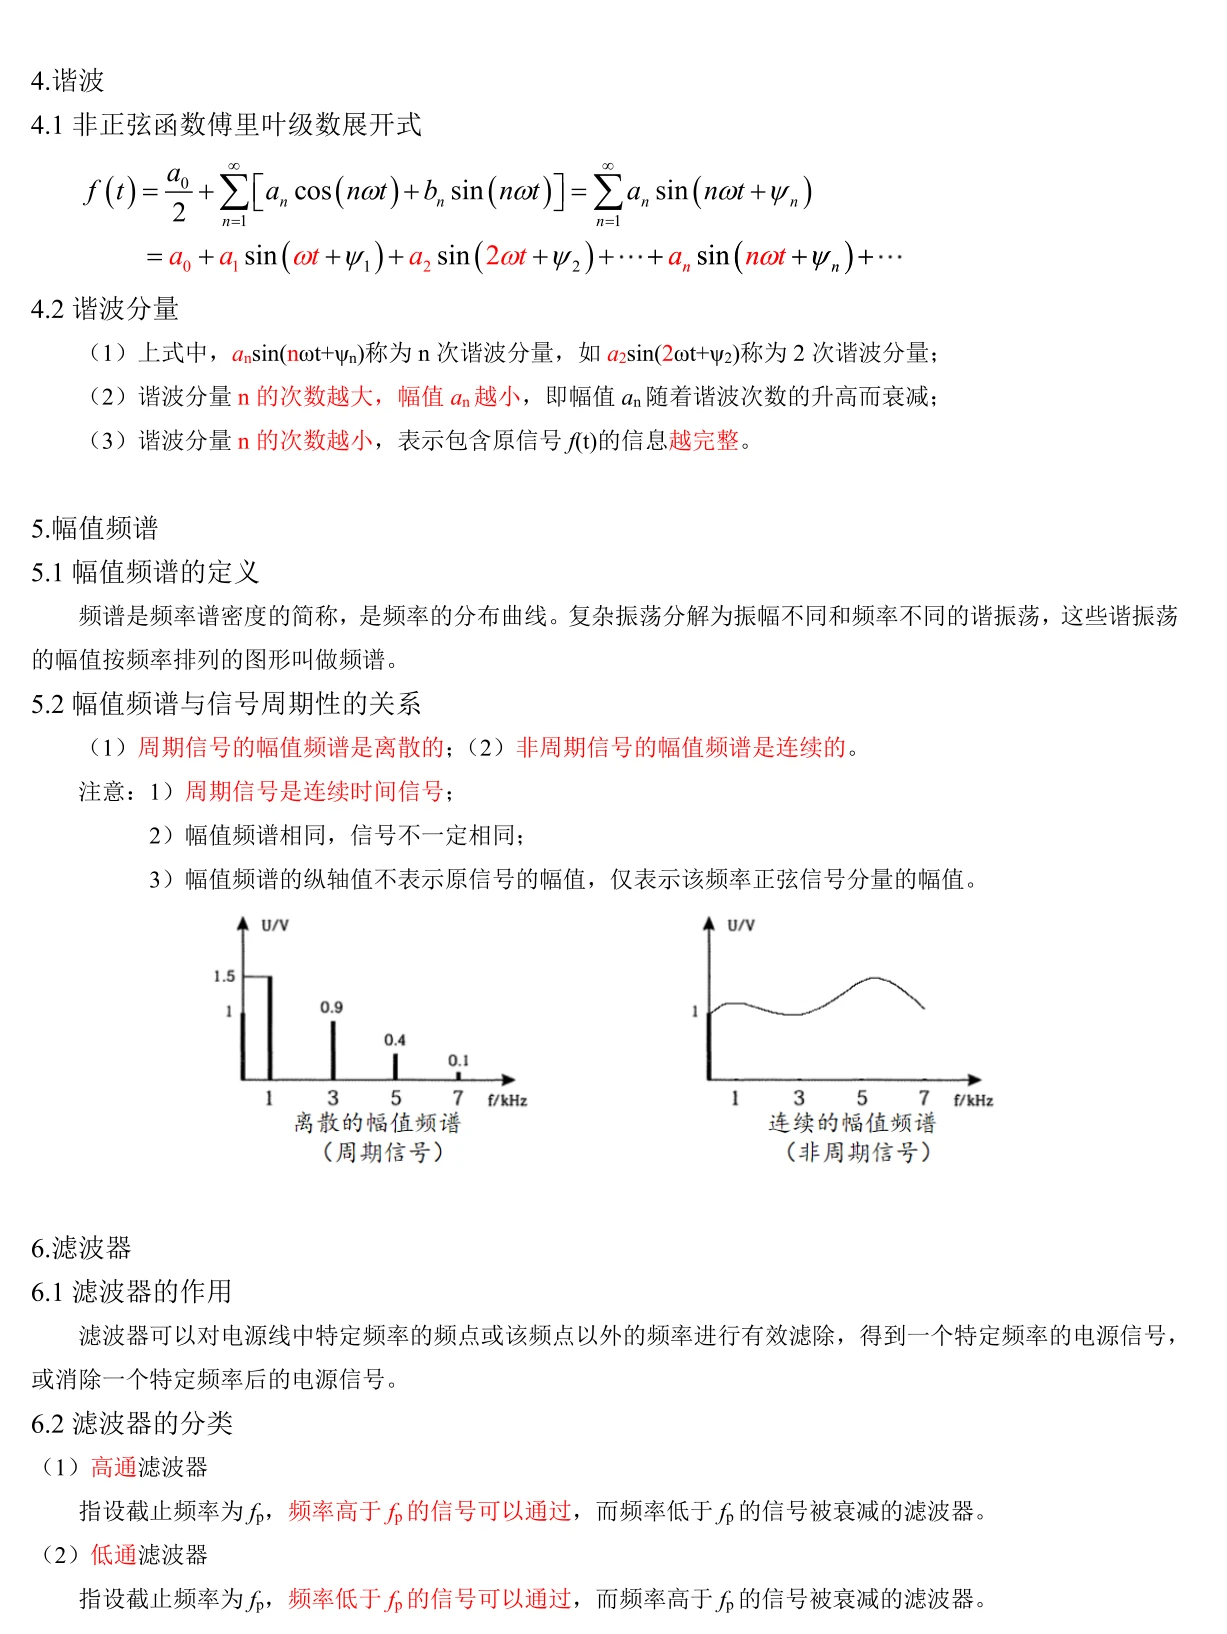 4.谐波
4.1 非正弦函数傅里叶级数展开式
f(t)=a₀/2+∑_{n=1}^{∞}[aₙcos(nωt)+bₙsin(nωt)]=∑_{n=1}^{∞}aₙsin(nωt+ψₙ)
=a₀+a₁sin(ωt+ψ₁)+a₂sin(2ωt+ψ₂)+⋯+aₙsin(nωt+ψₙ)+⋯
4.2 谐波分量
（1）上式中，aₙsin(nωt+ψₙ)称为 n 次谐波分量，如 a₂sin(2ωt+ψ₂)称为 2 次谐波分量；
（2）谐波分量 n 的次数越大，幅值 aₙ越小，即幅值 aₙ随着谐波次数的升高而衰减；
（3）谐波分量 n 的次数越小，表示包含原信号 f(t)的信息越完整。
5.幅值频谱
5.1 幅值频谱的定义
频谱是频率谱密度的简称，是频率的分布曲线。复杂振荡分解为振幅不同和频率不同的谐振荡，这些谐振荡
的幅值按频率排列的图形叫做频谱。
5.2 幅值频谱与信号周期性的关系
（1）周期信号的幅值频谱是离散的；（2）非周期信号的幅值频谱是连续的。
注意：1）周期信号是连续时间信号；
2）幅值频谱相同，信号不一定相同；
3）幅值频谱的纵轴值不表示原信号的幅值，仅表示该频率正弦信号分量的幅值。
U/V
1.5
1
0.9
0.4
0.1
1 3 5 7 f/kHz
离散的幅值频谱
（周期信号）
U/V
1
1 3 5 7 f/kHz
连续的幅值频谱
（非周期信号）
6.滤波器
6.1 滤波器的作用
滤波器可以对电源线中特定频率的频点或该频点以外的频率进行有效滤除，得到一个特定频率的电源信号，
或消除一个特定频率后的电源信号。
6.2 滤波器的分类
（1）高通滤波器
指设截止频率为 fₚ，频率高于 fₚ的信号可以通过，而频率低于 fₚ的信号被衰减的滤波器。
（2）低通滤波器
指设截止频率为 fₚ，频率低于 fₚ的信号可以通过，而频率高于 fₚ的信号被衰减的滤波器。